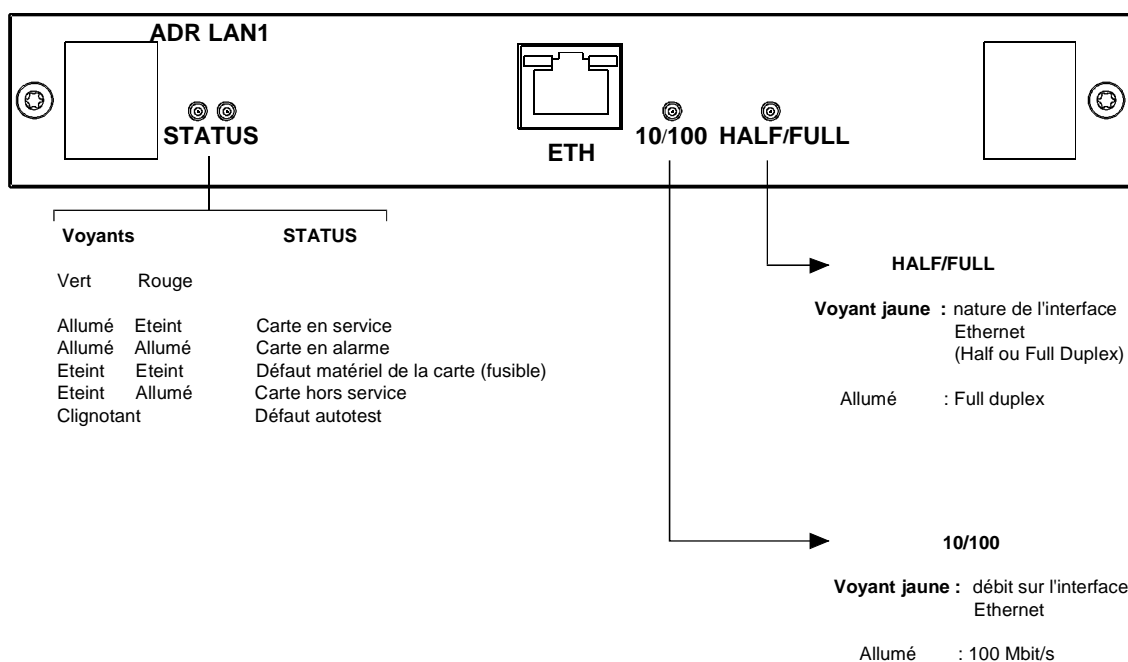 ADR LAN1
STATUS
ETH
10/100 HALF/FULL
Voyants STATUS
Vert Rouge
Allumé Eteint Carte en service
Allumé Allumé Carte en alarme
Eteint Eteint Défaut matériel de la carte (fusible)
Eteint Allumé Carte hors service
Clignotant Défaut autotest
HALF/FULL
Voyant jaune : nature de l'interface
Ethernet
(Half ou Full Duplex)
Allumé : Full duplex
10/100
Voyant jaune : débit sur l'interface
Ethernet
Allumé : 100 Mbit/s